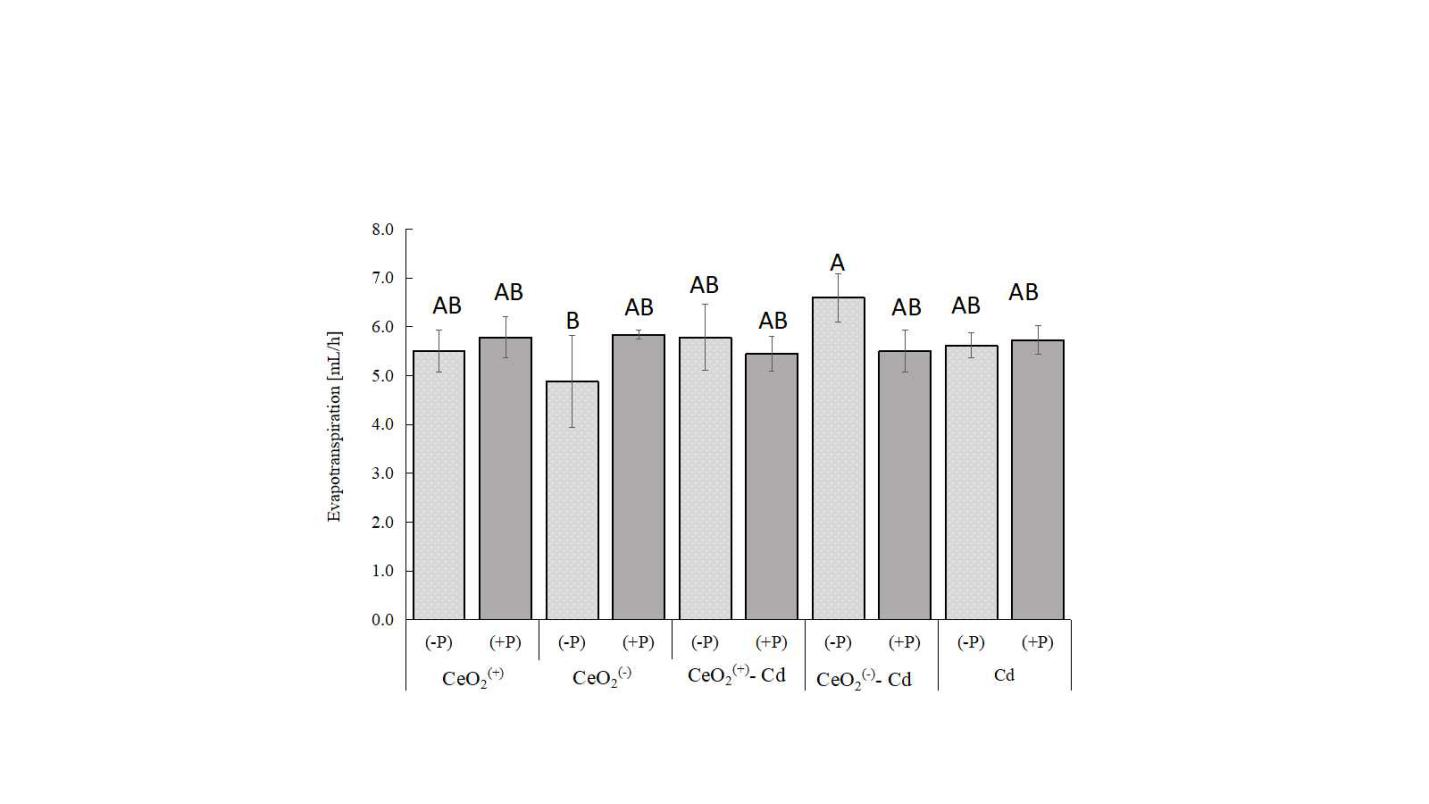 8.0
7.0
6.0
5.0
4.0
3.0
2.0
1.0
0.0
Evapotranspiration [mL/h]
AB
AB
B
AB
AB
AB
A
AB
AB
AB
(-P) (+P) (-P) (+P) (-P) (+P) (-P) (+P) (-P) (+P)
CeO₂⁽⁺⁾ CeO₂⁽⁻⁾ CeO₂⁽⁺⁾- Cd CeO₂⁽⁻⁾- Cd Cd